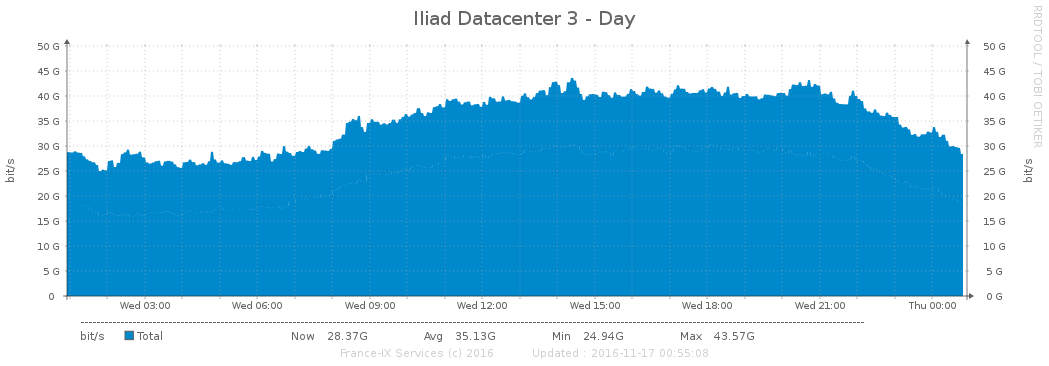 Iliad Datacenter 3 - Day
RRDTOOL / TOBI OETIKER
50 G 50 G
45 G 45 G
40 G 40 G
35 G 35 G
30 G 30 G
25 G 25 G
20 G 20 G
15 G 15 G
10 G 10 G
5 G 5 G
0 0 G
bit/s bit/s
Wed 03:00 Wed 06:00 Wed 09:00 Wed 12:00 Wed 15:00 Wed 18:00 Wed 21:00 Thu 00:00
bit/s Total Now 28.37G Avg 35.13G Min 24.94G Max 43.57G
France-IX Services (c) 2016 Updated : 2016-11-17 00:55:08